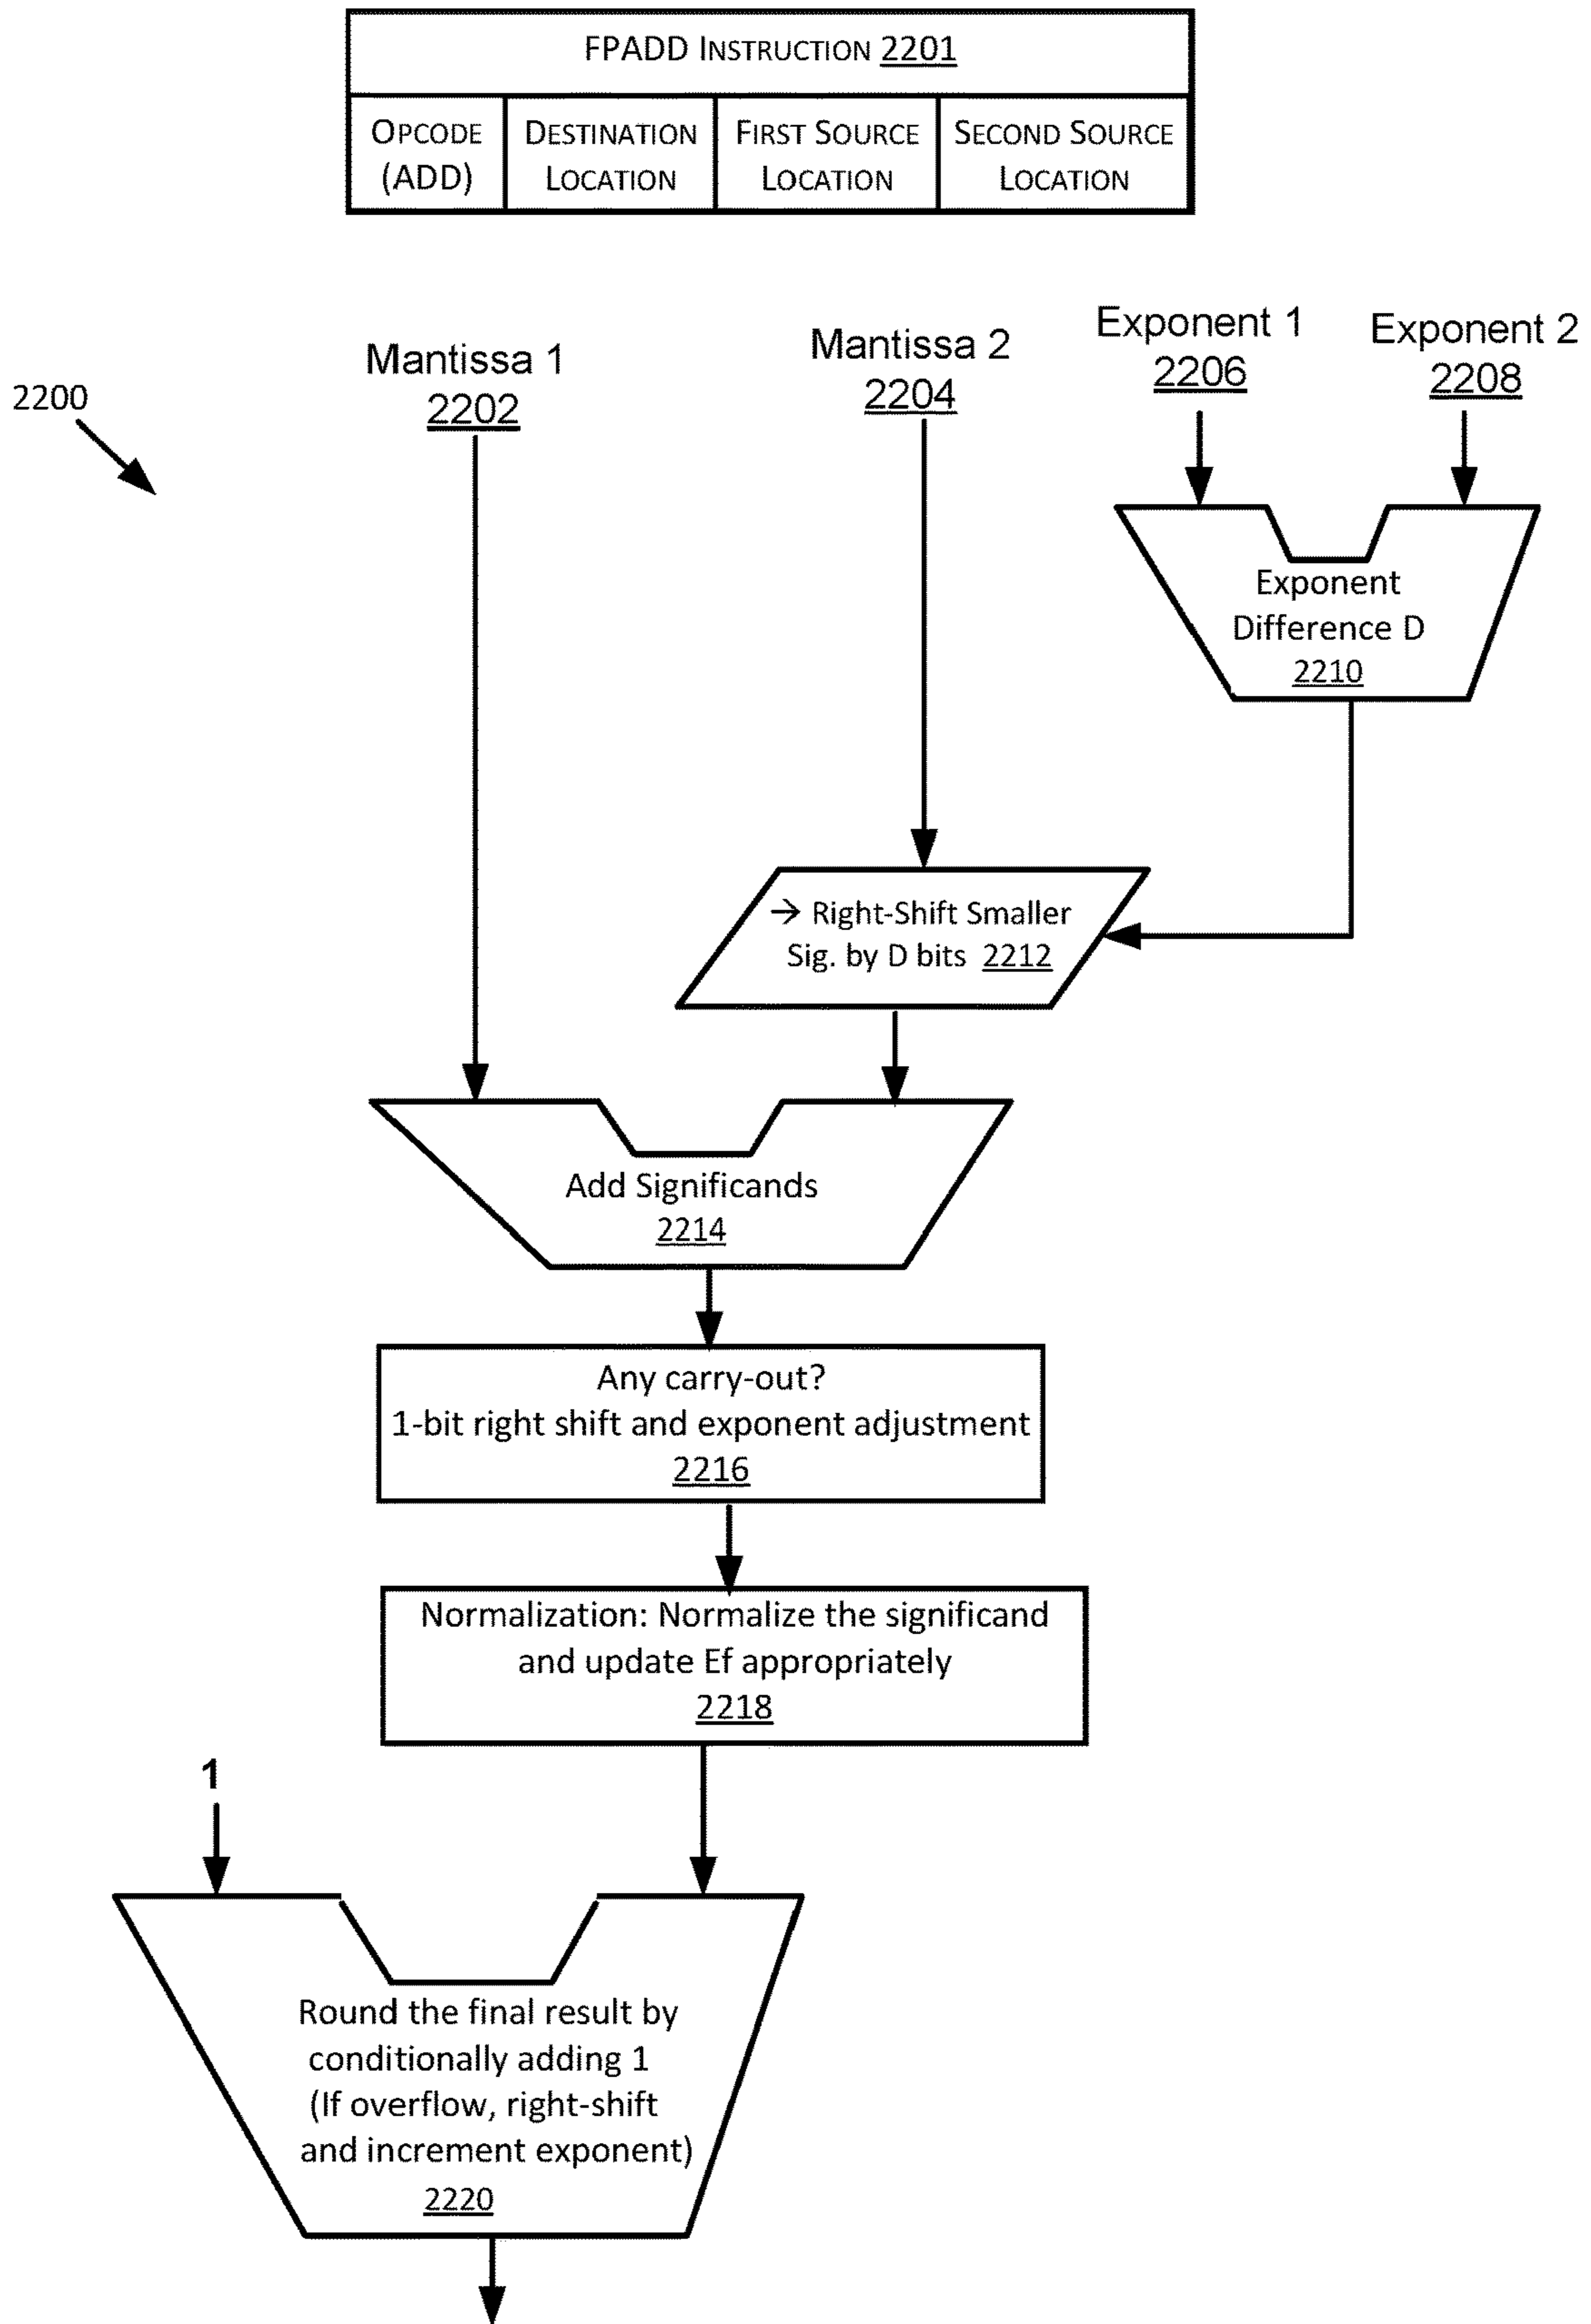 FPADD INSTRUCTION 2201
OPCODE
(ADD)
DESTINATION
LOCATION
FIRST SOURCE
LOCATION
SECOND SOURCE
LOCATION
2200
Mantissa 1
2202
Mantissa 2
2204
Exponent 1
2206
Exponent 2
2208
Exponent
Difference D
2210
→ Right-Shift Smaller
Sig. by D bits 2212
Add Significands
2214
Any carry-out?
1-bit right shift and exponent adjustment
2216
Normalization: Normalize the significand
and update Ef appropriately
2218
1
Round the final result by
conditionally adding 1
(If overflow, right-shift
and increment exponent)
2220